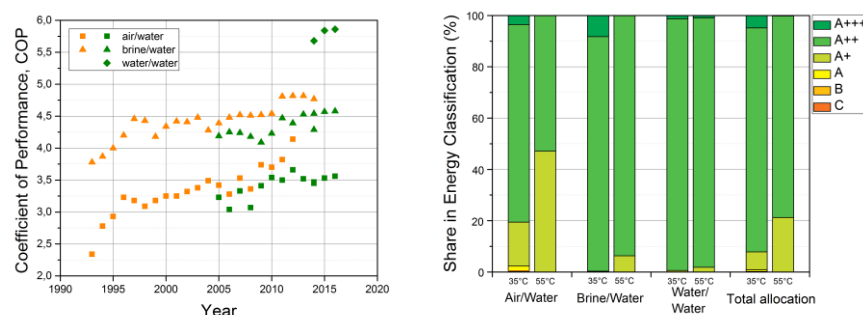 6,0
5,5
5,0
4,5
4,0
3,5
3,0
2,5
2,0
Coefficient of Performance, COP
air/water
brine/water
water/water
1990 1995 2000 2005 2010 2015 2020
Year
100
80
60
40
20
0
Share in Energy Classification (%)
35°C 55°C 35°C 55°C 35°C 55°C 35°C 55°C
Air/Water Brine/Water Water/ Total allocation
Water
A+++
A++
A+
A
B
C